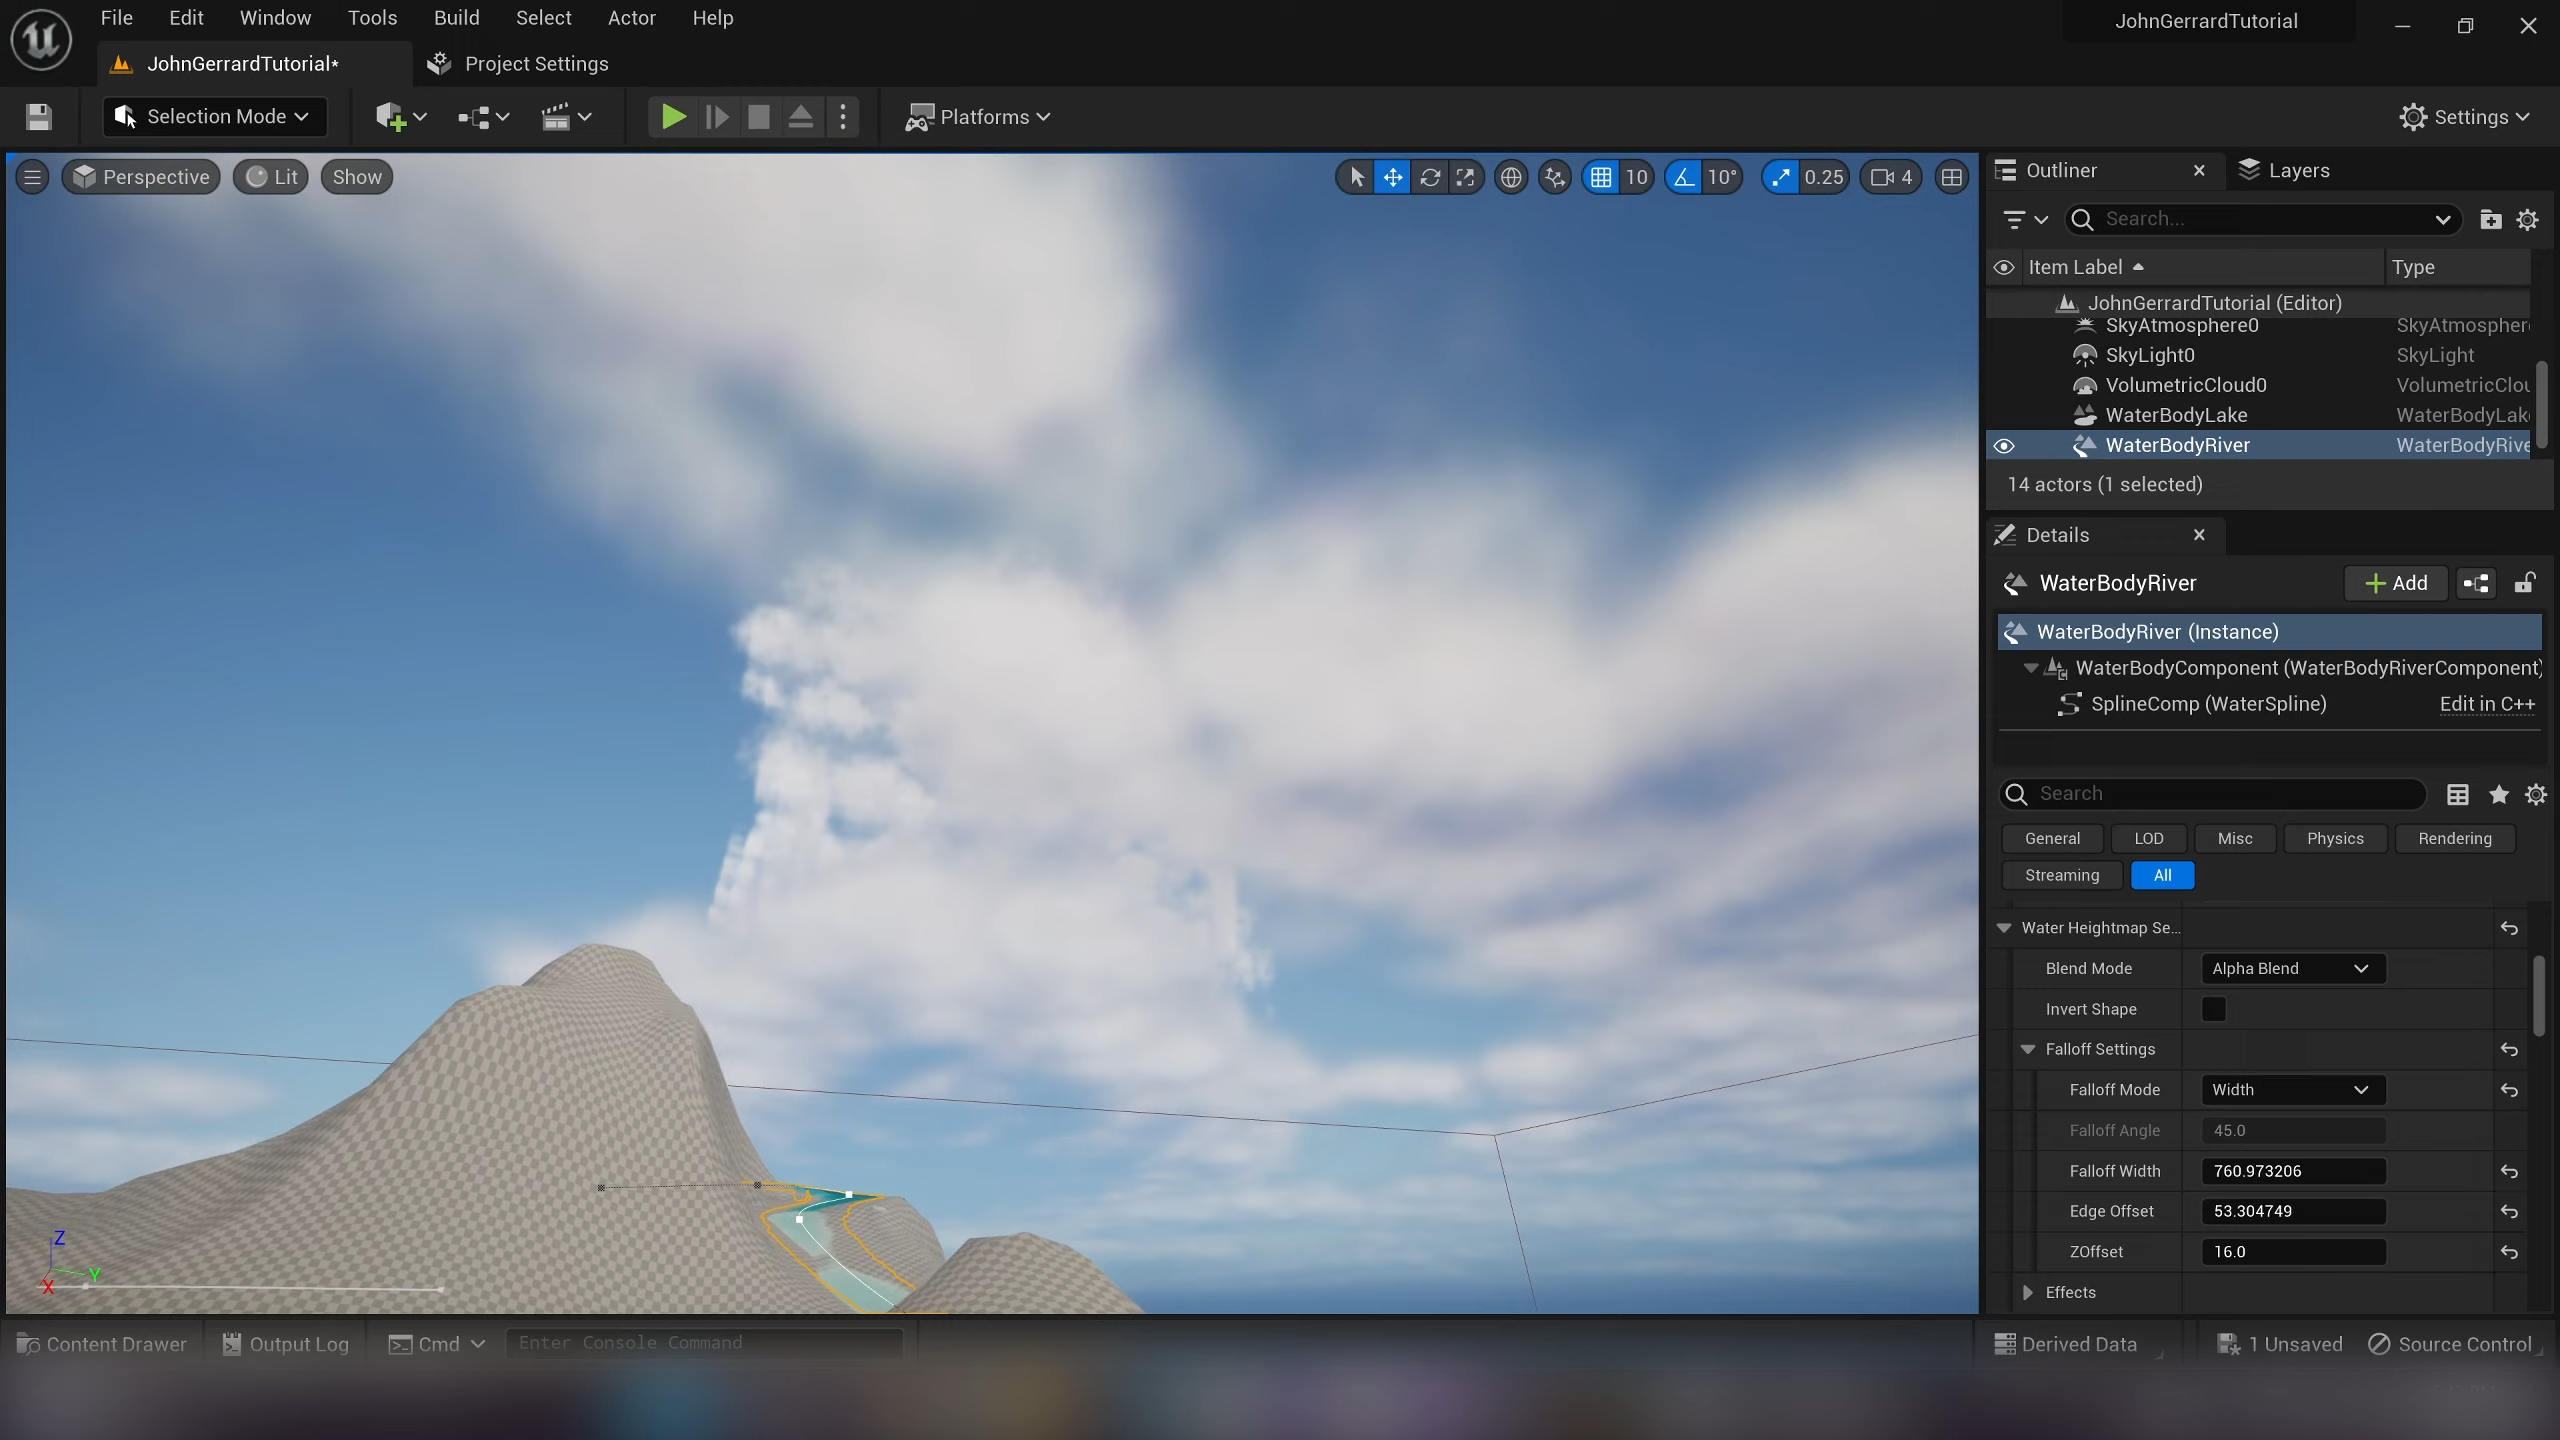 File Edit Window Tools Build Select Actor Help
JohnGerrardTutorial
JohnGerrardTutorial* Project Settings
Selection Mode Platforms Settings
Perspective Lit Show 10 10° 0.25 4
Outliner Layers
Search...
Item Label Type
JohnGerrardTutorial (Editor)
SkyAtmosphere0 SkyAtmospher
SkyLight0 SkyLight
VolumetricCloud0 VolumetricClou
WaterBodyLake WaterBodyLak
WaterBodyRiver WaterBodyRive
14 actors (1 selected)
Details
WaterBodyRiver Add
WaterBodyRiver (Instance)
WaterBodyComponent (WaterBodyRiverComponent)
SplineComp (WaterSpline) Edit in C++
Search
General LOD Misc Physics Rendering
Streaming All
Water Heightmap Se...
Blend Mode Alpha Blend
Invert Shape
Falloff Settings
Falloff Mode Width
Falloff Angle 45.0
Falloff Width 760.973206
Edge Offset 53.304749
ZOffset 16.0
Effects
Z
Y
X
Content Drawer Output Log Cmd Enter Console Command Derived Data 1 Unsaved Source Control